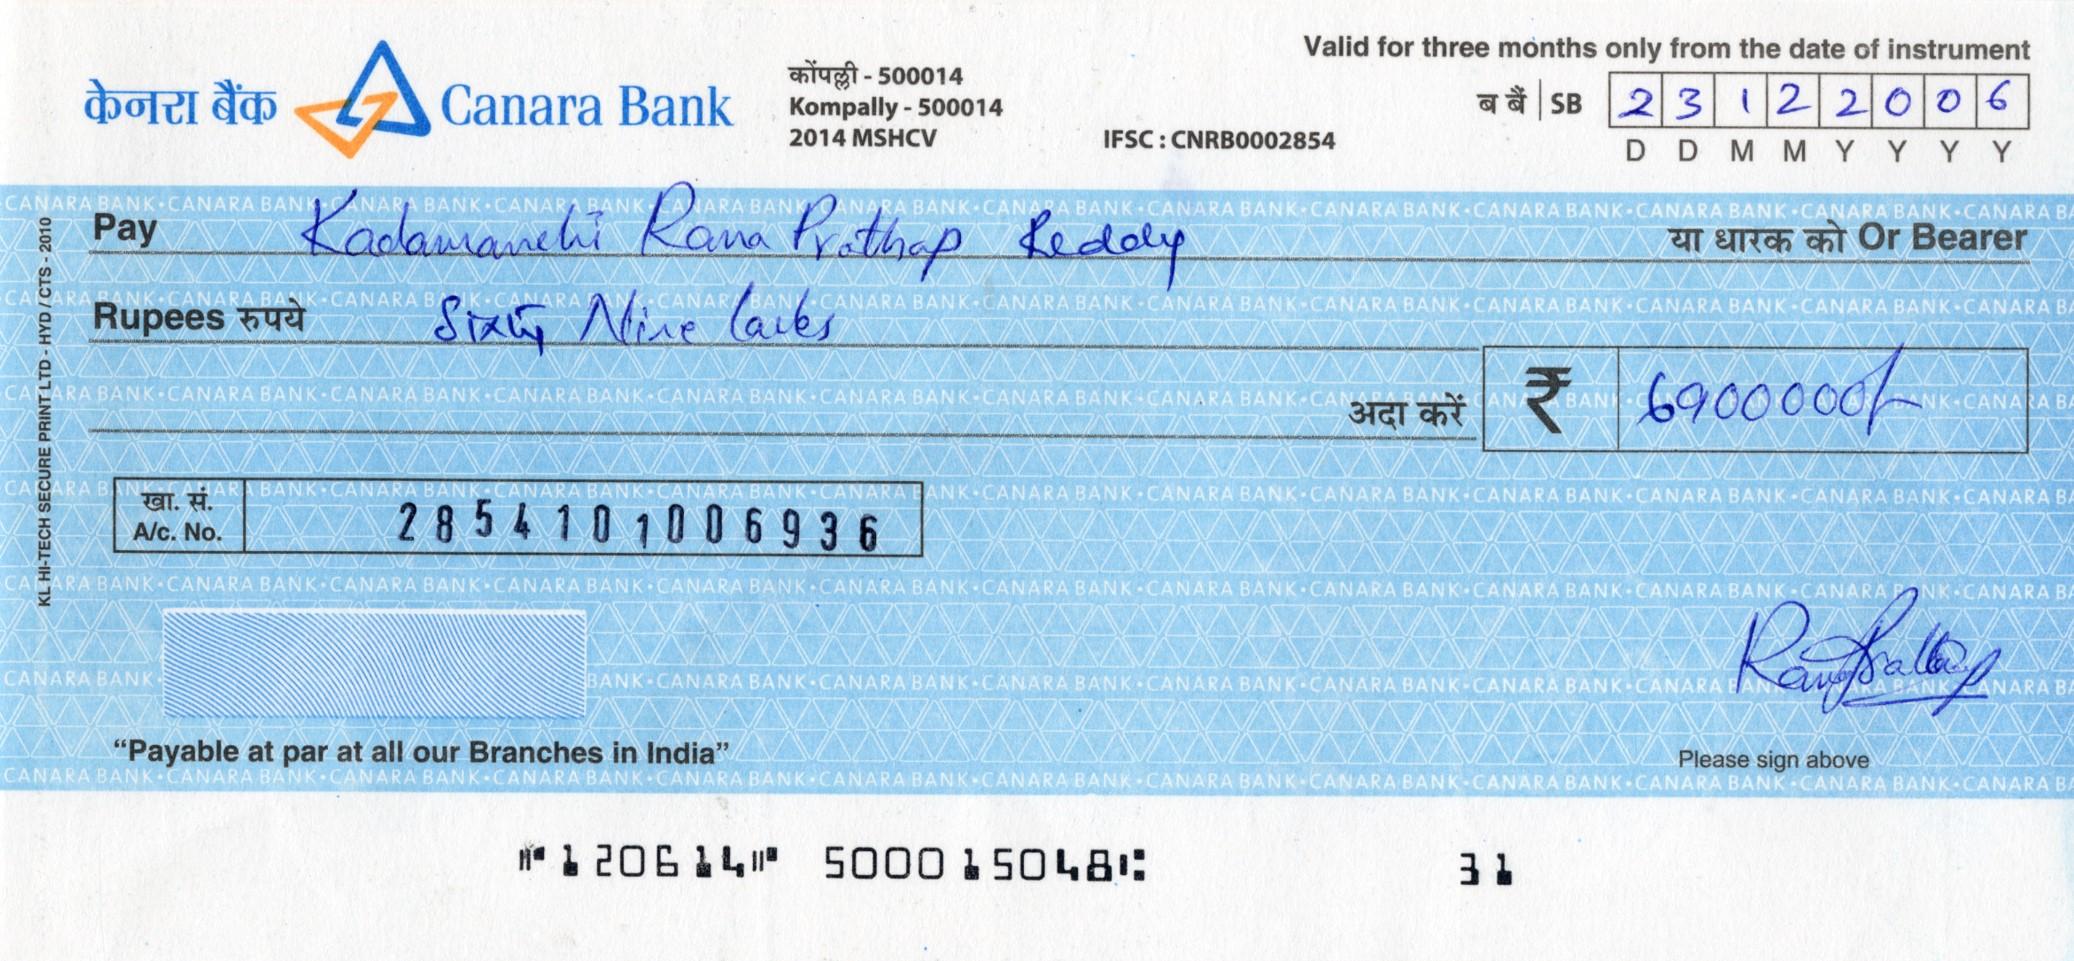 Valid for three months only from the date of instrument
केनरा बैंक Canara Bank
कोंपल्ली - 500014
Kompally - 500014
2014 MSHCV
IFSC : CNRB0002854
ब बैं | SB 2 3 1 2 2 0 0 6
D D M M Y Y Y Y
Pay Kadamanchi Rana Prathap Reddy या धारक को Or Bearer
Rupees रुपये Sixty Nine lacks
अदा करें ₹ 6900000/-
खा. सं.
A/c. No. 2854101006936
KL HI-TECH SECURE PRINT LTD - HYD / CTS - 2010
Rana Prathap
"Payable at par at all our Branches in India"
Please sign above
⑈120614⑈ 500015048⑆ 31